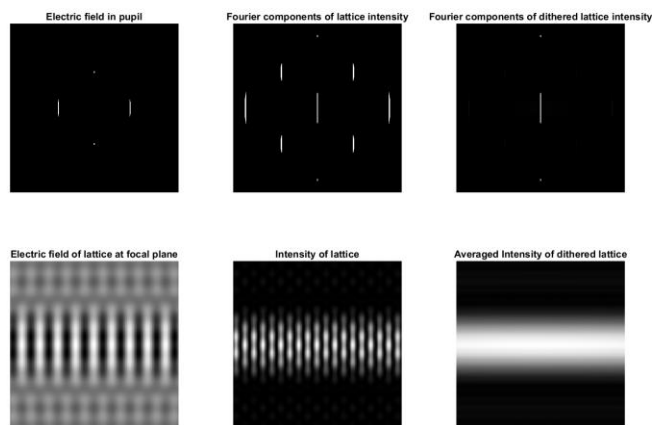 Electric field in pupil
Fourier components of lattice intensity
Fourier components of dithered lattice intensity
Electric field of lattice at focal plane
Intensity of lattice
Averaged Intensity of dithered lattice